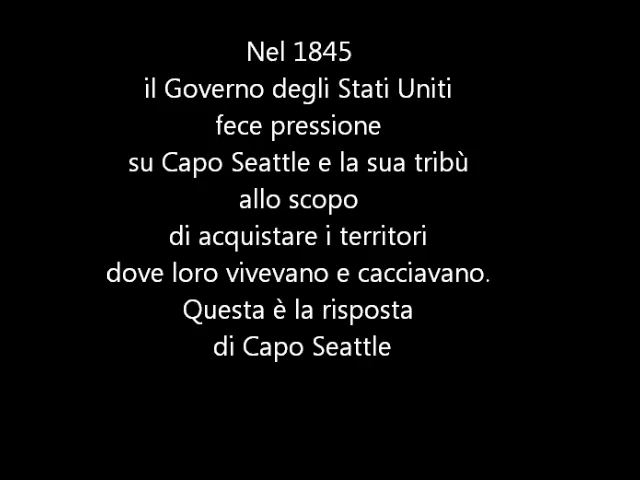 Nel 1845
il Governo degli Stati Uniti
fece pressione
su Capo Seattle e la sua tribù
allo scopo
di acquistare i territori
dove loro vivevano e cacciavano.
Questa è la risposta
di Capo Seattle